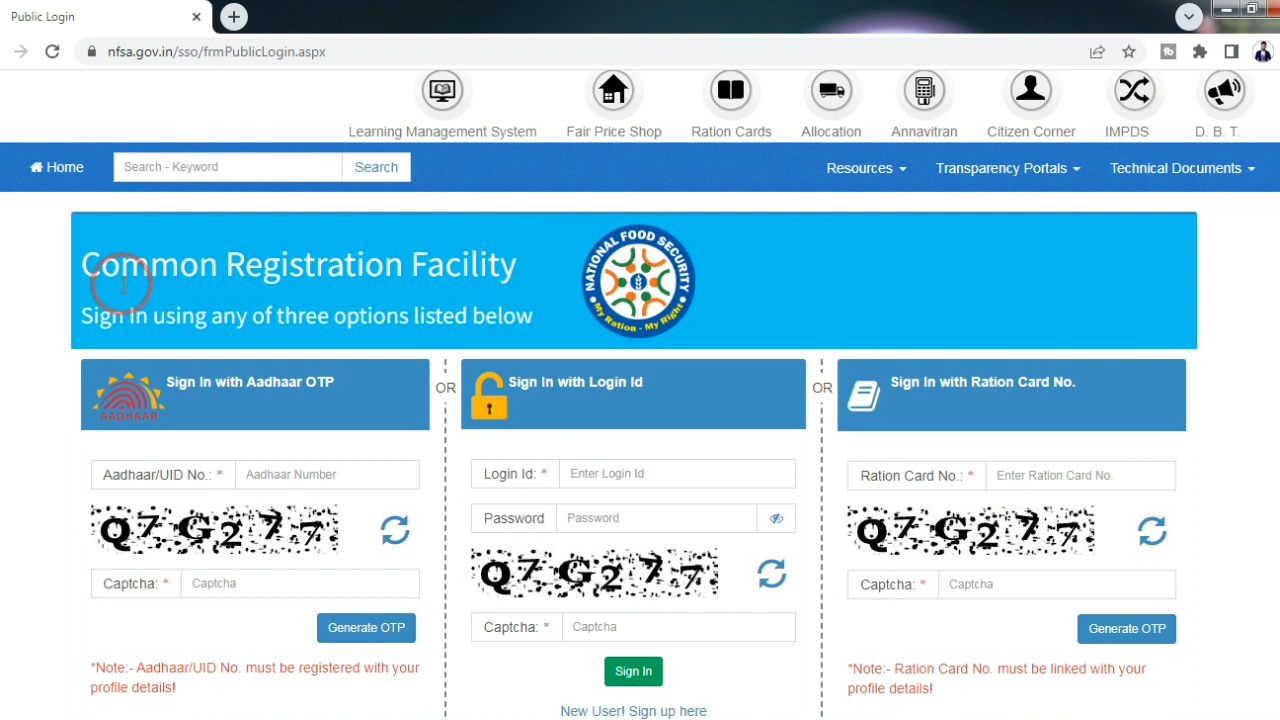 Public Login
nfsa.gov.in/sso/frmPublicLogin.aspx
Learning Management System
Fair Price Shop
Ration Cards
Allocation
Annavitran
Citizen Corner
IMPDS
D. B. T.
Home
Search - Keyword
Search
Resources
Transparency Portals
Technical Documents
Common Registration Facility
Sign In using any of three options listed below
NATIONAL FOOD SECURITY
My Ration - My Right
Sign In with Aadhaar OTP
AADHAAR
Aadhaar/UID No.: *
Aadhaar Number
Q7G277
Captcha: *
Captcha
Generate OTP
*Note:- Aadhaar/UID No. must be registered with your
profile details!
OR
Sign In with Login Id
Login Id: *
Enter Login Id
Password
Password
Q7G277
Captcha: *
Captcha
Sign In
New User! Sign up here
OR
Sign In with Ration Card No.
Ration Card No.: *
Enter Ration Card No.
Q7G277
Captcha: *
Captcha
Generate OTP
*Note:- Ration Card No. must be linked with your
profile details!